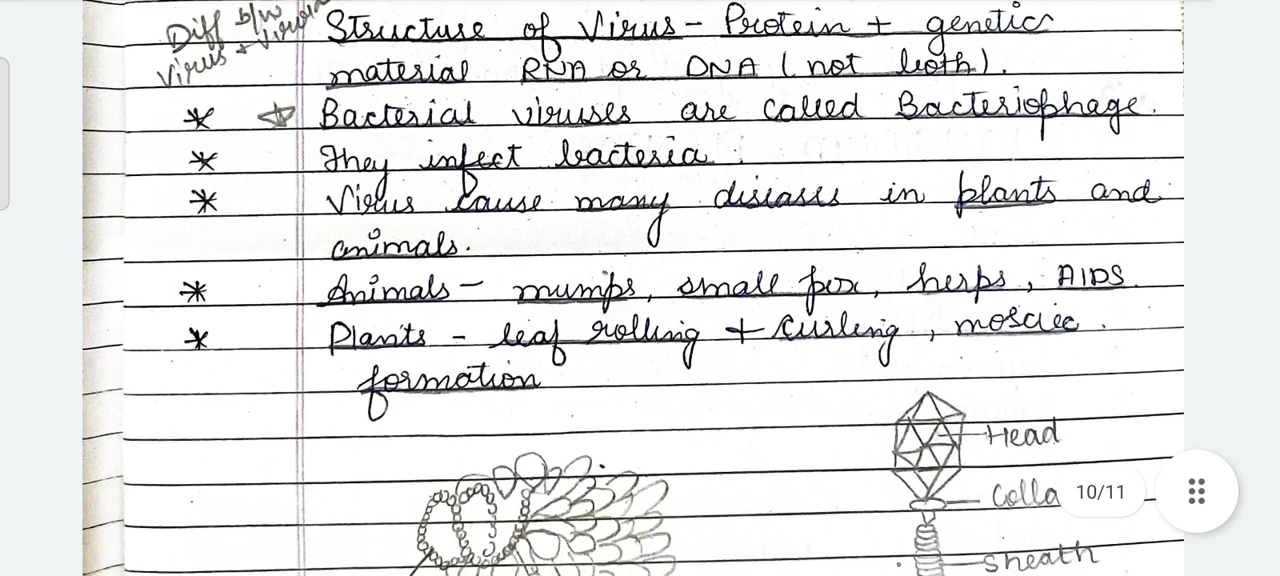 Diff b/w
Virus + Viroid
Structure of Virus - Protein + genetic
material RNA or DNA (not both).
* Bacterial viruses are called Bacteriophage.
* They infect bacteria.
* Virus cause many diseases in plants and
animals.
* Animals - mumps, small pox, herps, AIDS
* Plants - leaf rolling + curling, mosaic
formation
Head
Colla
10/11
Sheath